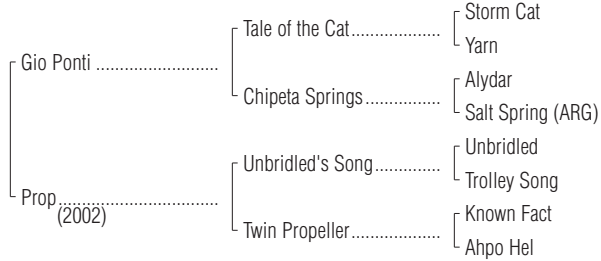 Storm Cat
Tale of the Cat..................
Yarn
Gio Ponti .........................
Alydar
Chipeta Springs...............
Salt Spring (ARG)
Unbridled
Unbridled's Song.............
Trolley Song
Prop.................................
(2002)
Known Fact
Twin Propeller..................
Ahpo Hel